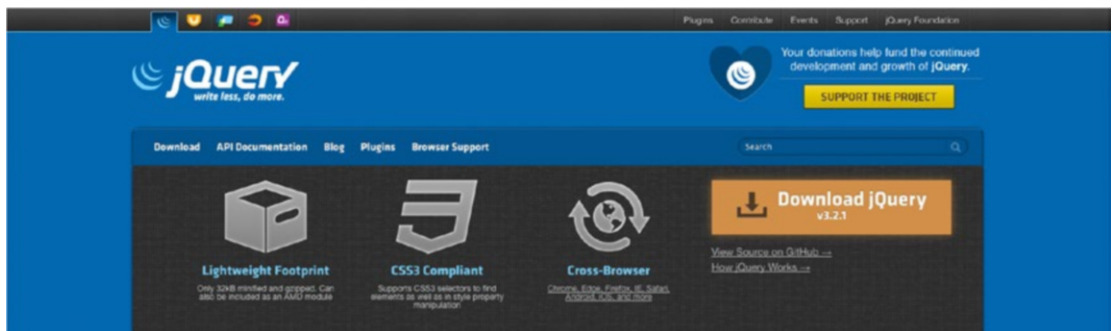 Plugins Contribute Events Support jQuery Foundation
jQuery
write less, do more.
Your donations help fund the continued
development and growth of jQuery.
SUPPORT THE PROJECT
Download API Documentation Blog Plugins Browser Support
Search
Lightweight Footprint
Only 32kB minified and gzipped. Can
also be included as an AMD module
CSS3 Compliant
Supports CSS3 selectors to find
elements as well as in style property
manipulation
Cross-Browser
Chrome, Edge, Firefox, IE, Safari,
Android, iOS, and more
Download jQuery
v3.2.1
View Source on GitHub →
How jQuery Works →